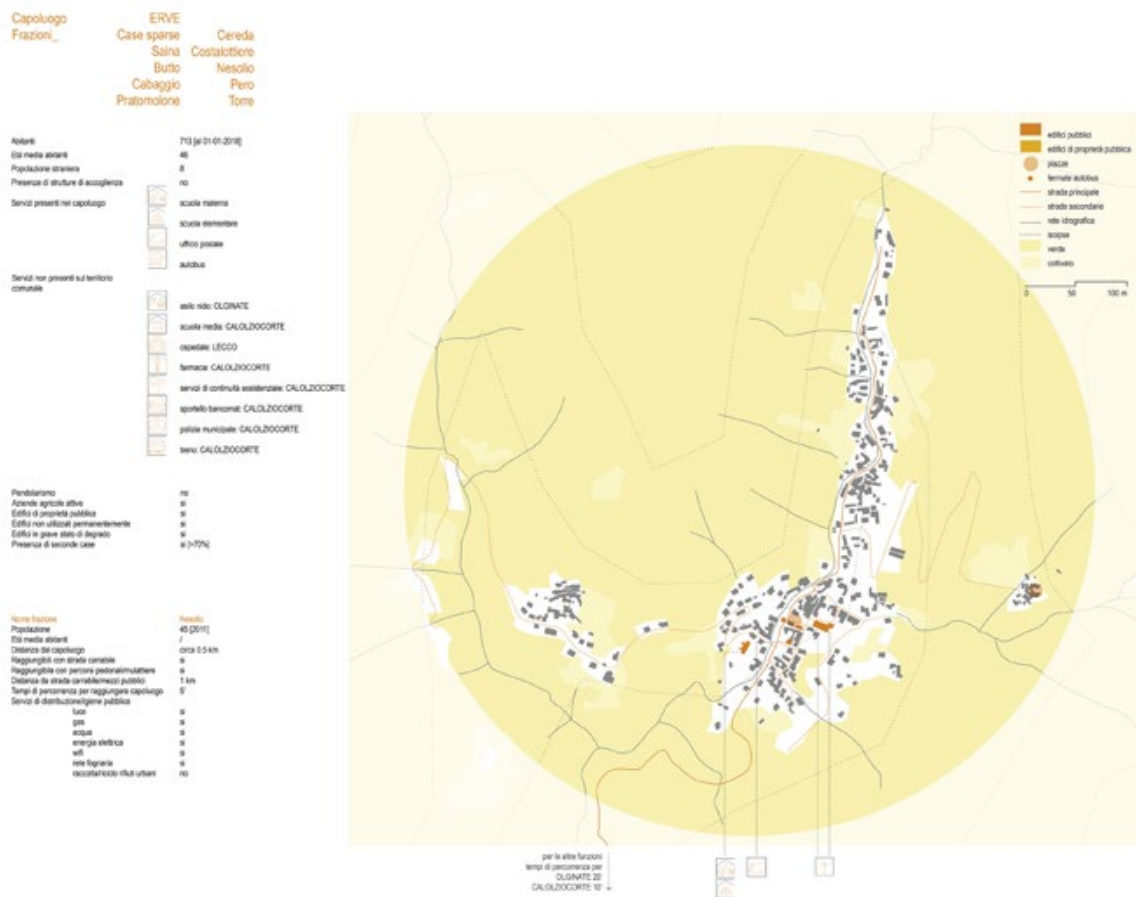 Capoluogo ERVE
Frazioni_ Case sparse Cereda
Saina Costalottiere
Butto Nesolio
Cabaggio Pero
Pratomolone Torre
Abitanti 713 [al 01-01-2018]
Età media abitanti 46
Popolazione straniera 8
Presenza di strutture di accoglienza no
Servizi presenti nel capoluogo scuola materna
scuola elementare
ufficio postale
autobus
Servizi non presenti sul territorio
comunale
asilo nido: OLGINATE
scuola media: CALOLZIOCORTE
ospedale: LECCO
farmacia: CALOLZIOCORTE
servizi di continuità assistenziale: CALOLZIOCORTE
sportello bancomat: CALOLZIOCORTE
polizia municipale: CALOLZIOCORTE
treno: CALOLZIOCORTE
Pendolarismo no
Aziende agricole attive si
Edifici di proprietà pubblica si
Edifici non utilizzati permanentemente si
Edifici in grave stato di degrado si
Presenza di seconde case si [>70%]
Nome frazione Nesolio
Popolazione 45 [2011]
Età media abitanti /
Distanza dal capoluogo circa 0.5 km
Raggiungibili con strada carrabile si
Raggiungibile con percorsi pedonali/mulattiere si
Distanza da strada carrabile/mezzi pubblici 1 km
Tempi di percorrenza per raggiungere capoluogo 5'
Servizi di distribuzione/igiene pubblica
luce si
gas si
acqua si
energia elettrica si
wifi si
rete fognaria si
raccolta/riciclo rifiuti urbani no
edifici pubblici
edifici di proprietà pubblica
piazze
fermate autobus
strada principale
strade secondarie
rete idrografica
isoipse
verde
coltivato
0 50 100 m
per le altre funzioni
tempi di percorrenza per
OLGINATE 20'
CALOLZIOCORTE 10'